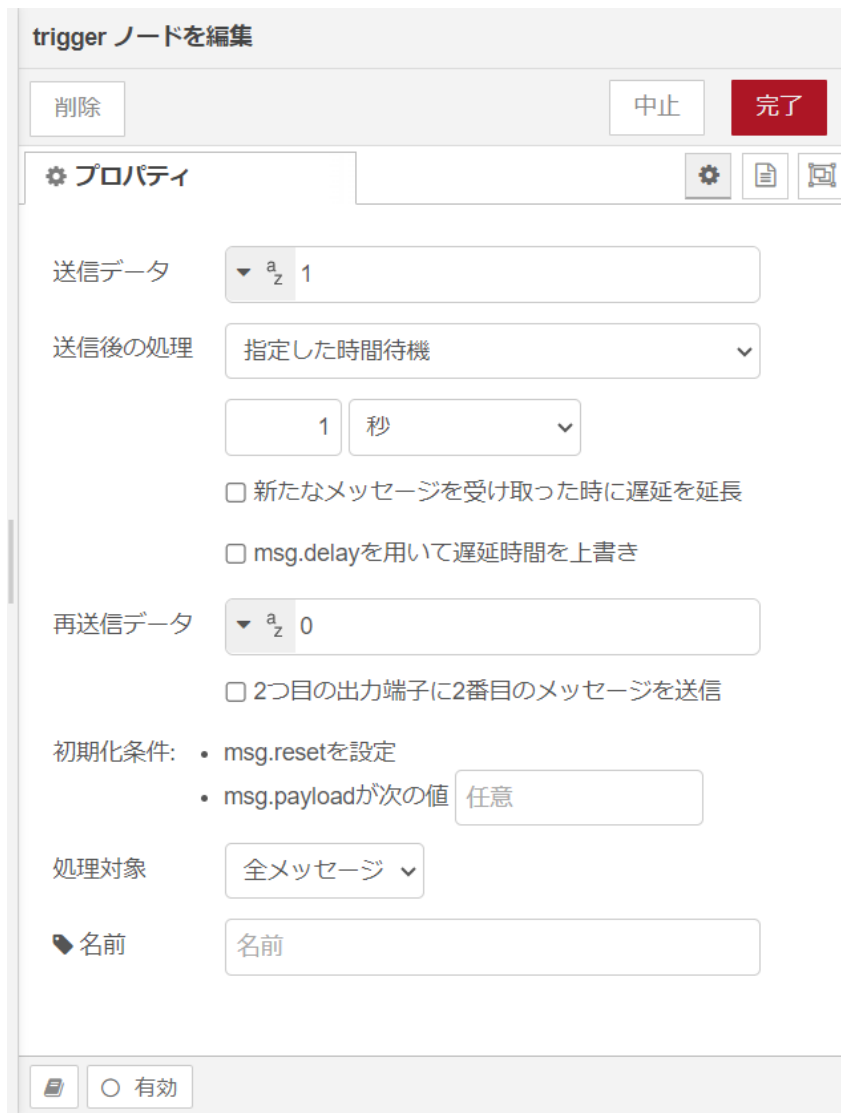 trigger ノードを編集
削除 中止 完了
プロパティ
送信データ az 1
送信後の処理 指定した時間待機
1 秒
新たなメッセージを受け取った時に遅延を延長
msg.delayを用いて遅延時間を上書き
再送信データ az 0
2つ目の出力端子に2番目のメッセージを送信
初期化条件: • msg.resetを設定
• msg.payloadが次の値 任意
処理対象 全メッセージ
名前 名前
有効